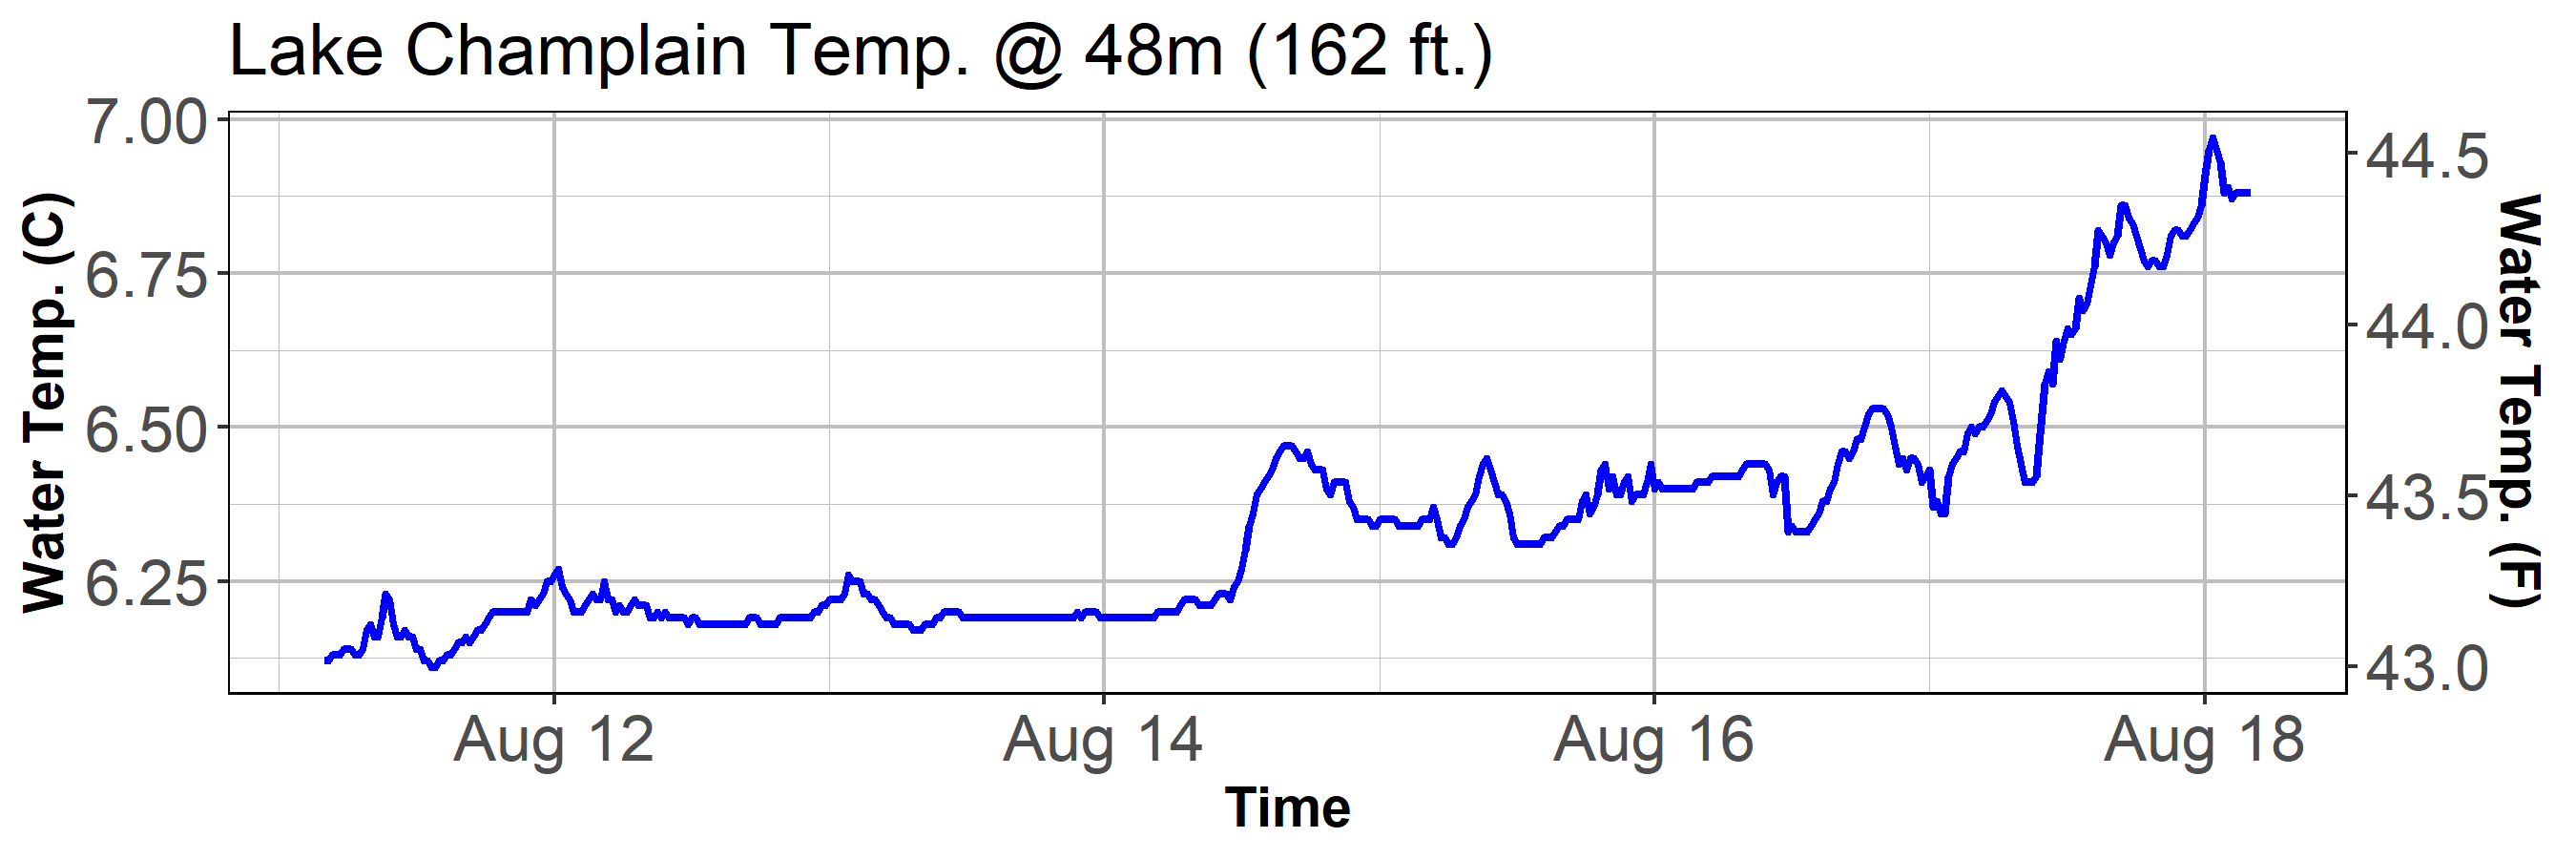 Lake Champlain Temp. @ 48m (162 ft.)
Water Temp. (C)
7.00
6.75
6.50
6.25
44.5
44.0
43.5
43.0
Water Temp. (F)
Aug 12
Aug 14
Aug 16
Aug 18
Time